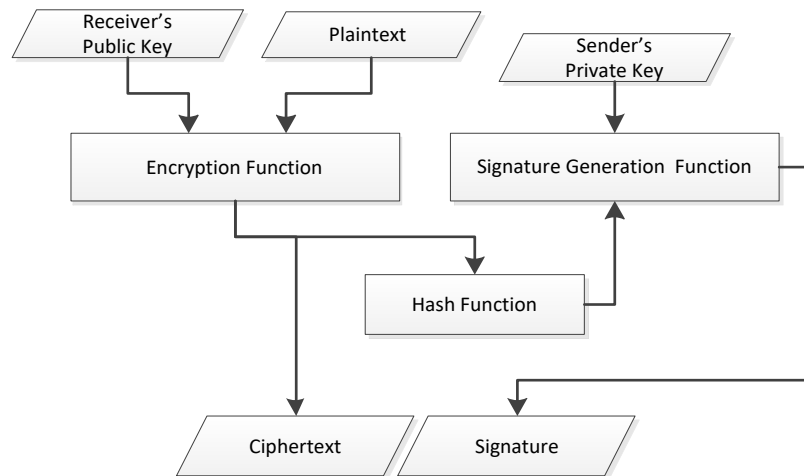 Receiver's
Public Key
Plaintext
Sender's
Private Key
Encryption Function
Signature Generation Function
Hash Function
Ciphertext
Signature